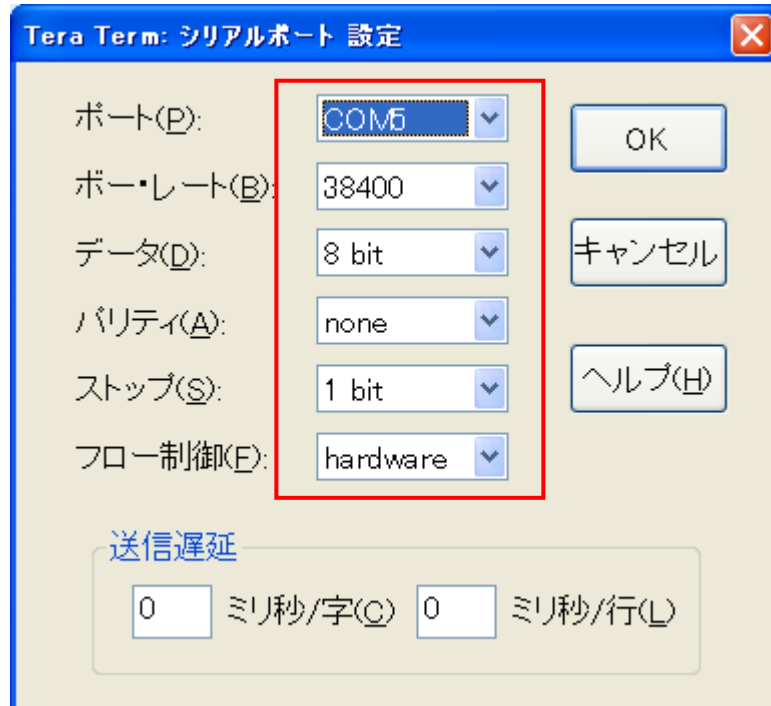 Tera Term: シリアルポート 設定
ポート(P): COM5
OK
ボー・レート(B): 38400
データ(D): 8 bit
キャンセル
パリティ(A): none
ストップ(S): 1 bit
ヘルプ(H)
フロー制御(F): hardware
送信遅延
0 ミリ秒/字(C) 0 ミリ秒/行(L)